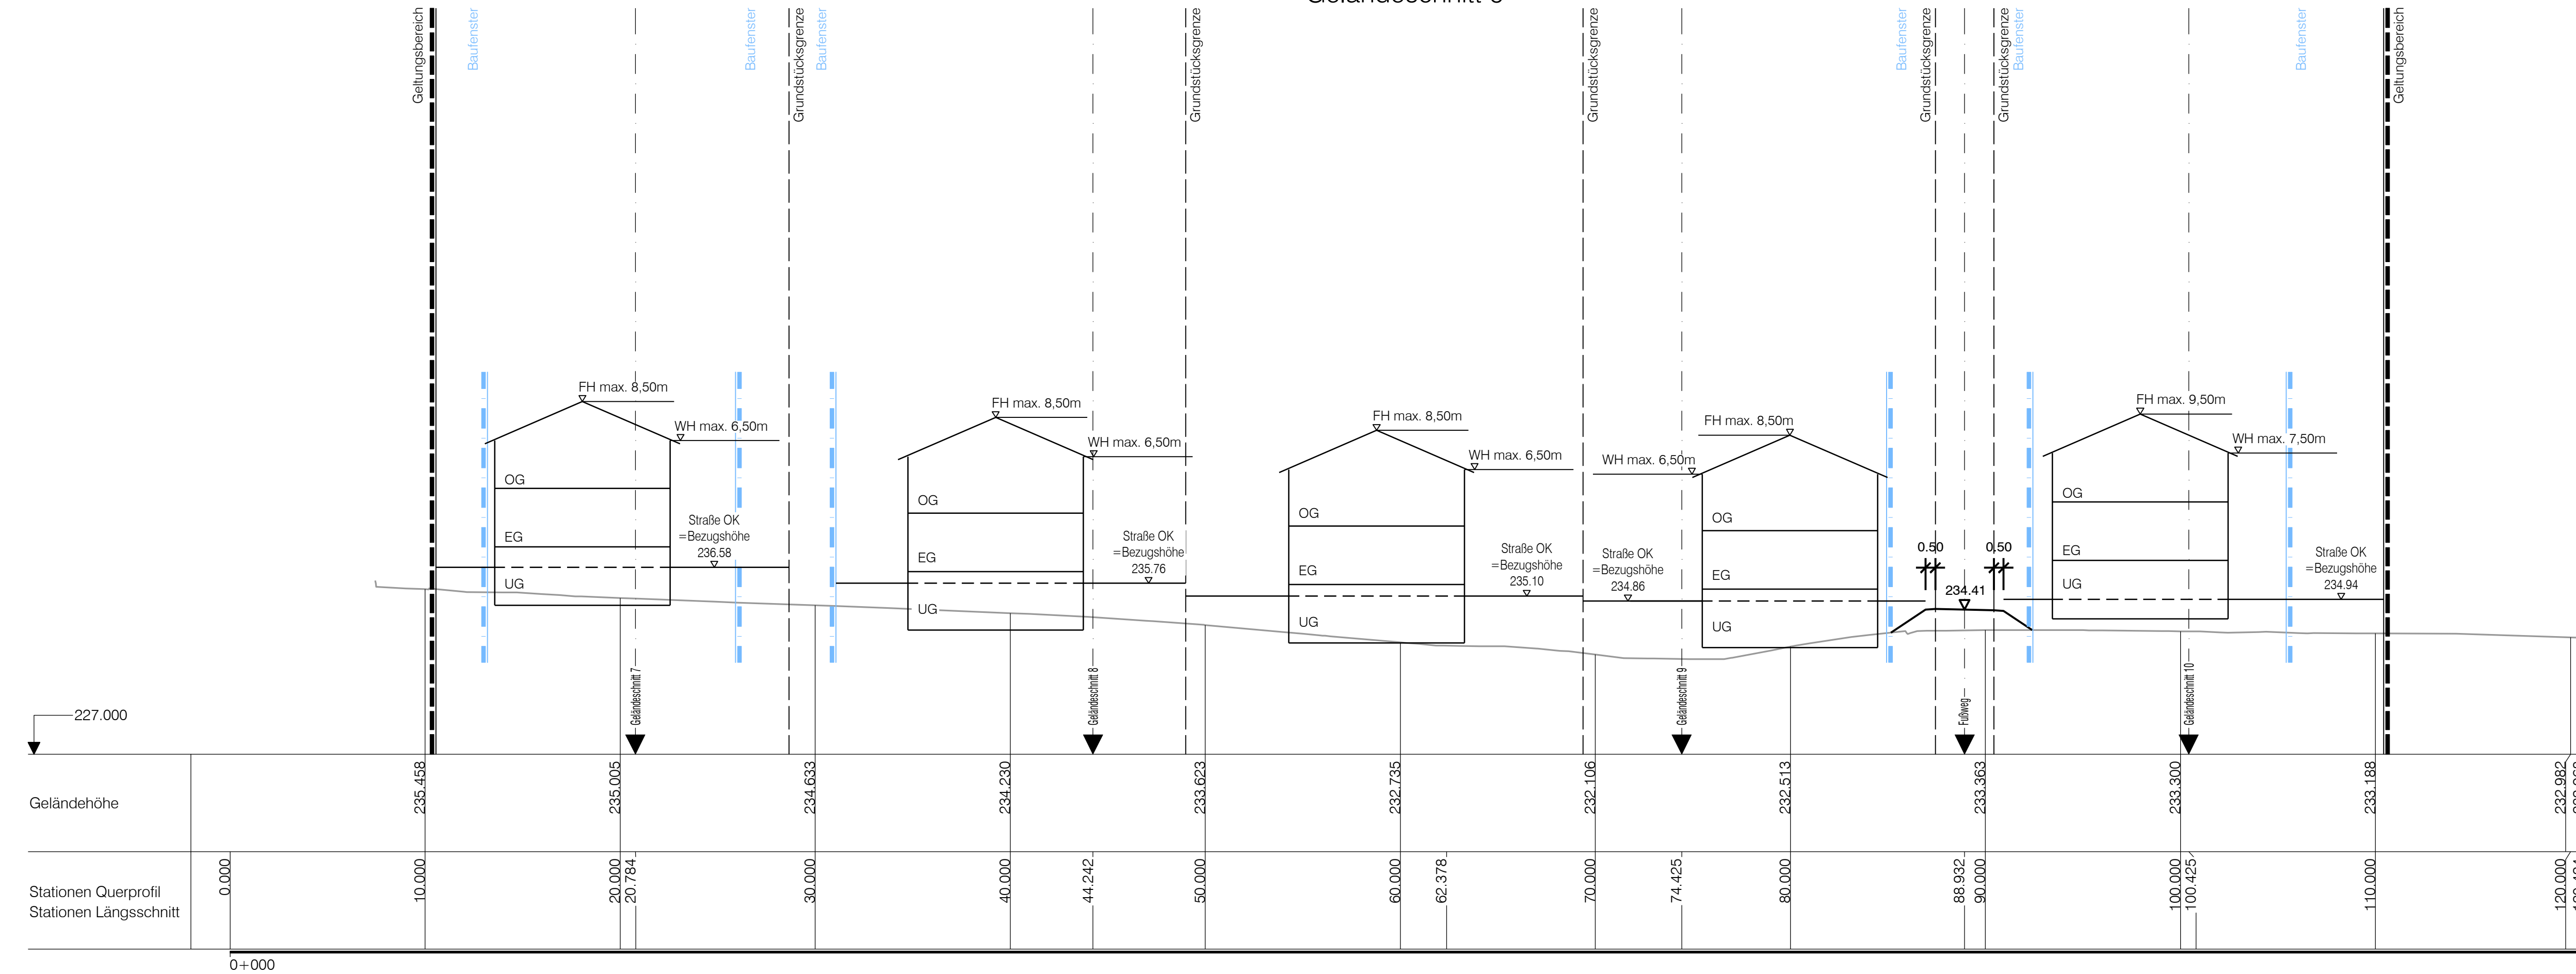 Geltungsbereich
Baufenster
Baufenster
Grundstücksgrenze
Baufenster
Grundstücksgrenze
Grundstücksgrenze
Baufenster
Grundstücksgrenze
Grundstücksgrenze
Baufenster
Baufenster
Geltungsbereich
FH max. 8,50m
WH max. 6,50m
OG
EG
UG
Straße OK
=Bezugshöhe
236.58
FH max. 8,50m
WH max. 6,50m
OG
EG
UG
Straße OK
=Bezugshöhe
235.76
FH max. 8,50m
WH max. 6,50m
OG
EG
UG
Straße OK
=Bezugshöhe
235.10
Straße OK
=Bezugshöhe
234.86
FH max. 8,50m
WH max. 6,50m
OG
EG
UG
0.50
0.50
234.41
FH max. 9,50m
WH max. 7,50m
OG
EG
UG
Straße OK
=Bezugshöhe
234.94
Geländeschnitt 7
Geländeschnitt 8
Geländeschnitt 9
Fußweg
Geländeschnitt 10
227.000
Geländehöhe
235.458
235.005
234.633
234.230
233.623
232.735
232.106
232.513
233.363
233.300
233.188
232.982
Stationen Querprofil
Stationen Längsschnitt
0.000
10.000
20.000
20.784
30.000
40.000
44.242
50.000
60.000
62.378
70.000
74.425
80.000
88.932
90.000
100.000
100.425
110.000
120.000
0+000